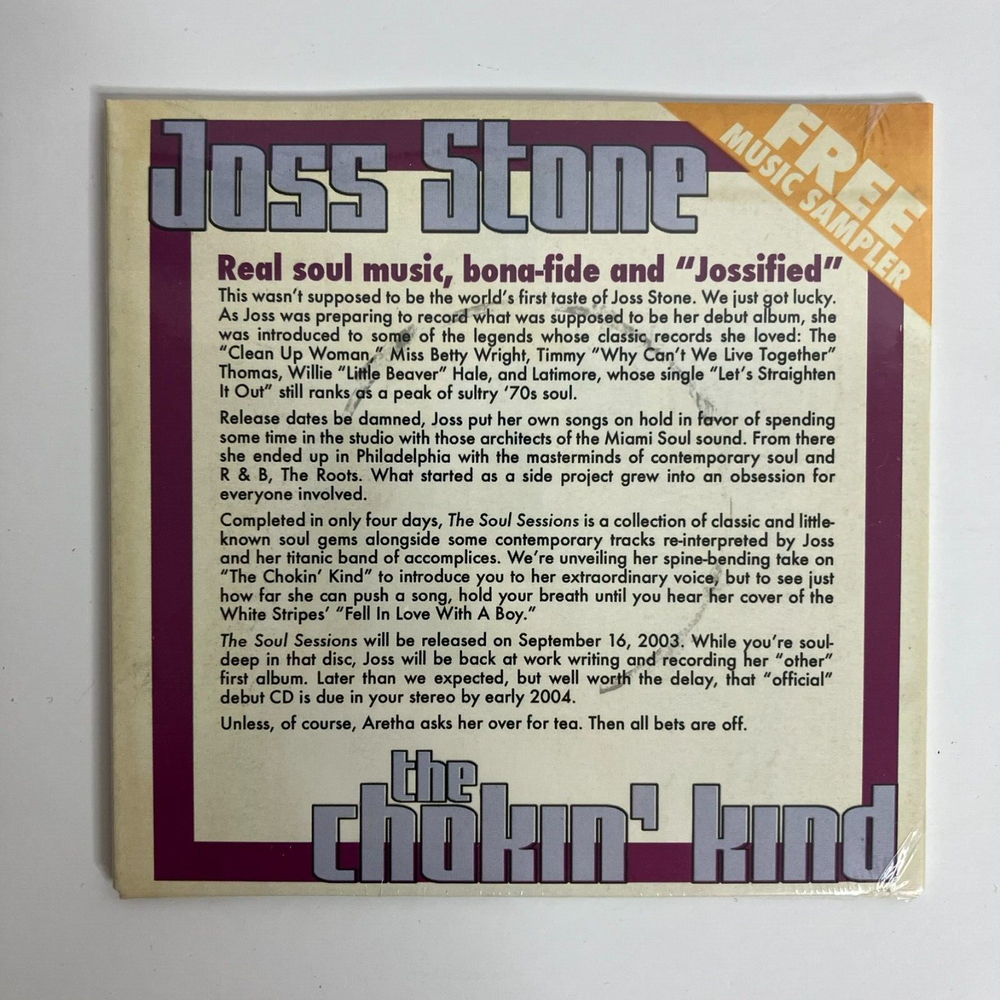 Joss Stone
FREE
MUSIC SAMPLER
Real soul music, bona-fide and “Jossified”
This wasn’t supposed to be the world’s first taste of Joss Stone. We just got lucky.
As Joss was preparing to record what was supposed to be her debut album, she
was introduced to some of the legends whose classic records she loved: The
“Clean Up Woman,” Miss Betty Wright, Timmy “Why Can’t We Live Together”
Thomas, Willie “Little Beaver” Hale, and Latimore, whose single “Let’s Straighten
It Out” still ranks as a peak of sultry ’70s soul.
Release dates be damned, Joss put her own songs on hold in favor of spending
some time in the studio with those architects of the Miami Soul sound. From there
she ended up in Philadelphia with the masterminds of contemporary soul and
R & B, The Roots. What started as a side project grew into an obsession for
everyone involved.
Completed in only four days, The Soul Sessions is a collection of classic and little-
known soul gems alongside some contemporary tracks re-interpreted by Joss
and her titanic band of accomplices. We’re unveiling her spine-bending take on
“The Chokin’ Kind” to introduce you to her extraordinary voice, but to see just
how far she can push a song, hold your breath until you hear her cover of the
White Stripes’ “Fell In Love With A Boy.”
The Soul Sessions will be released on September 16, 2003. While you’re soul-
deep in that disc, Joss will be back at work writing and recording her “other”
first album. Later than we expected, but well worth the delay, that “official”
debut CD is due in your stereo by early 2004.
Unless, of course, Aretha asks her over for tea. Then all bets are off.
the
chokin’ kind